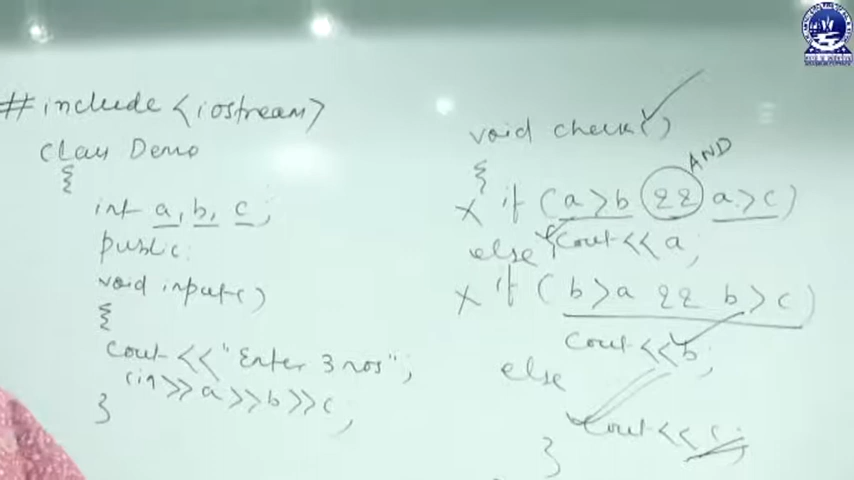 #include <iostream>
class Demo
{
int a, b, c;
public:
void input()
{
cout << "Enter 3 nos";
cin >> a >> b >> c;
}
void check()
{
AND
if (a>b && a>c)
cout << a;
else
if (b>a && b>c)
cout << b;
else
cout << c;
}